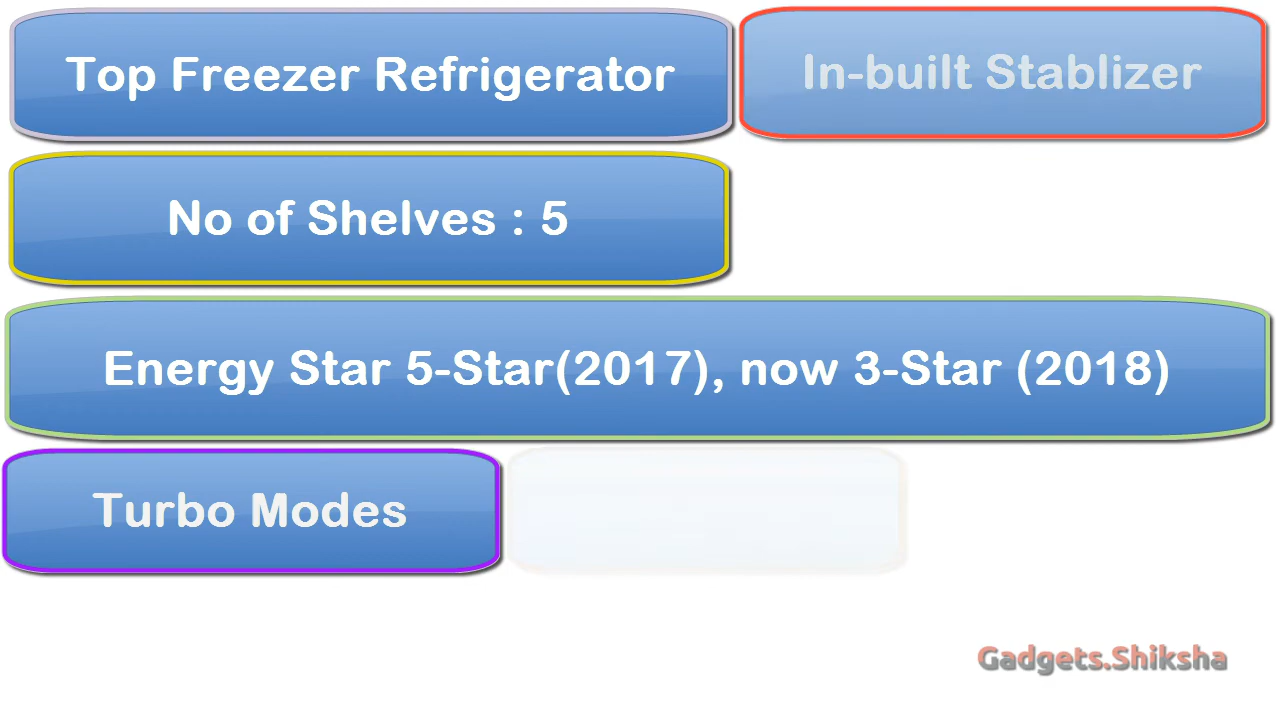 Top Freezer Refrigerator
In-built Stablizer
No of Shelves : 5
Energy Star 5-Star(2017), now 3-Star (2018)
Turbo Modes
Gadgets.Shiksha